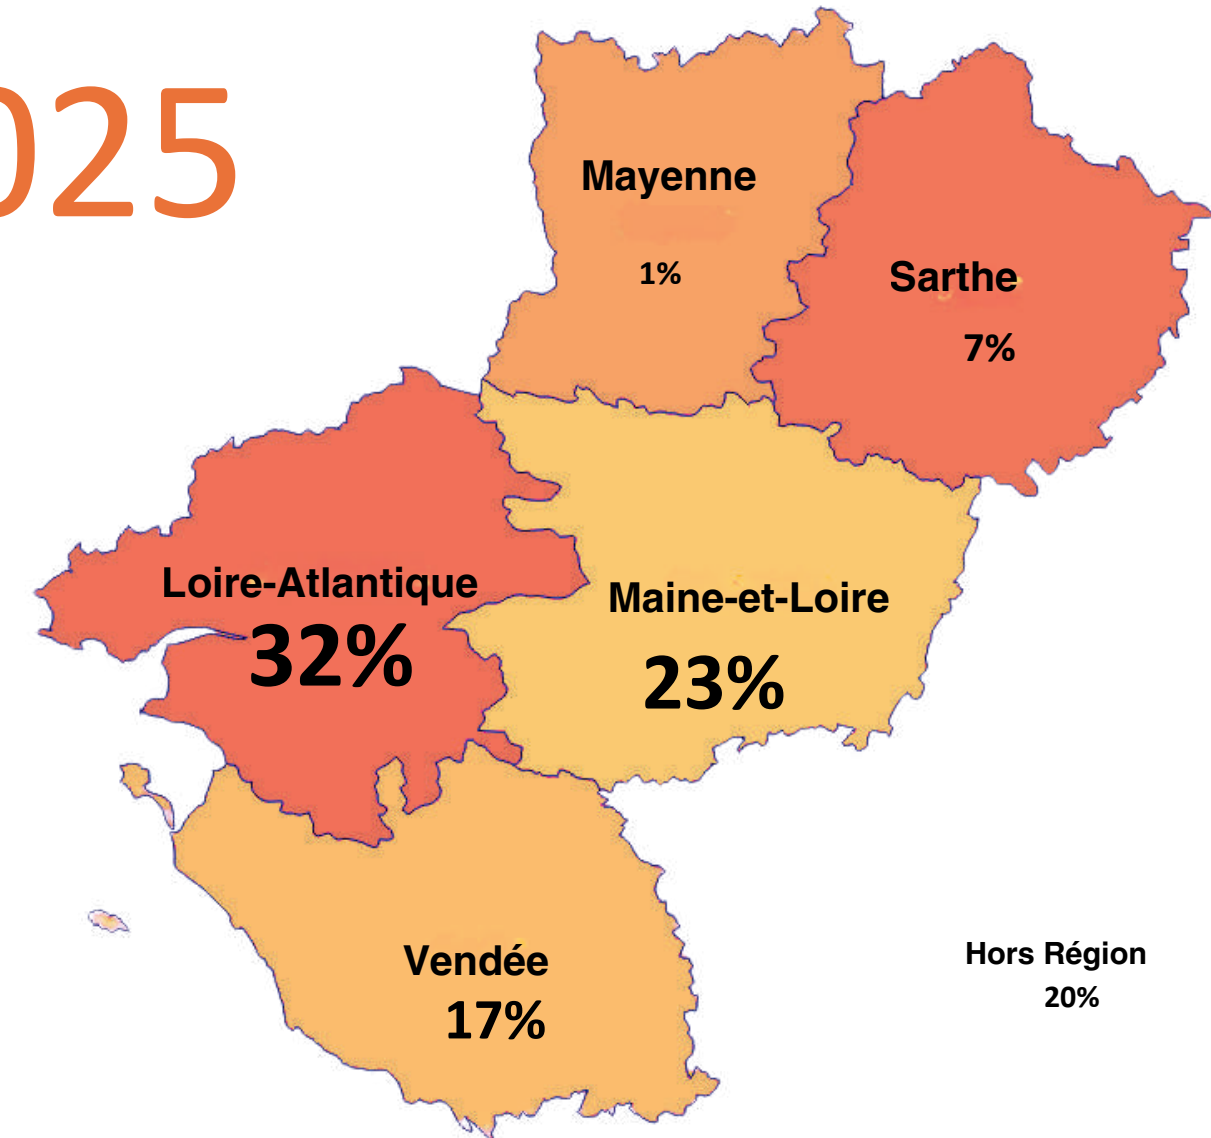 025
Mayenne
1%
Sarthe
7%
Loire-Atlantique
32%
Maine-et-Loire
23%
Vendée
17%
Hors Région
20%